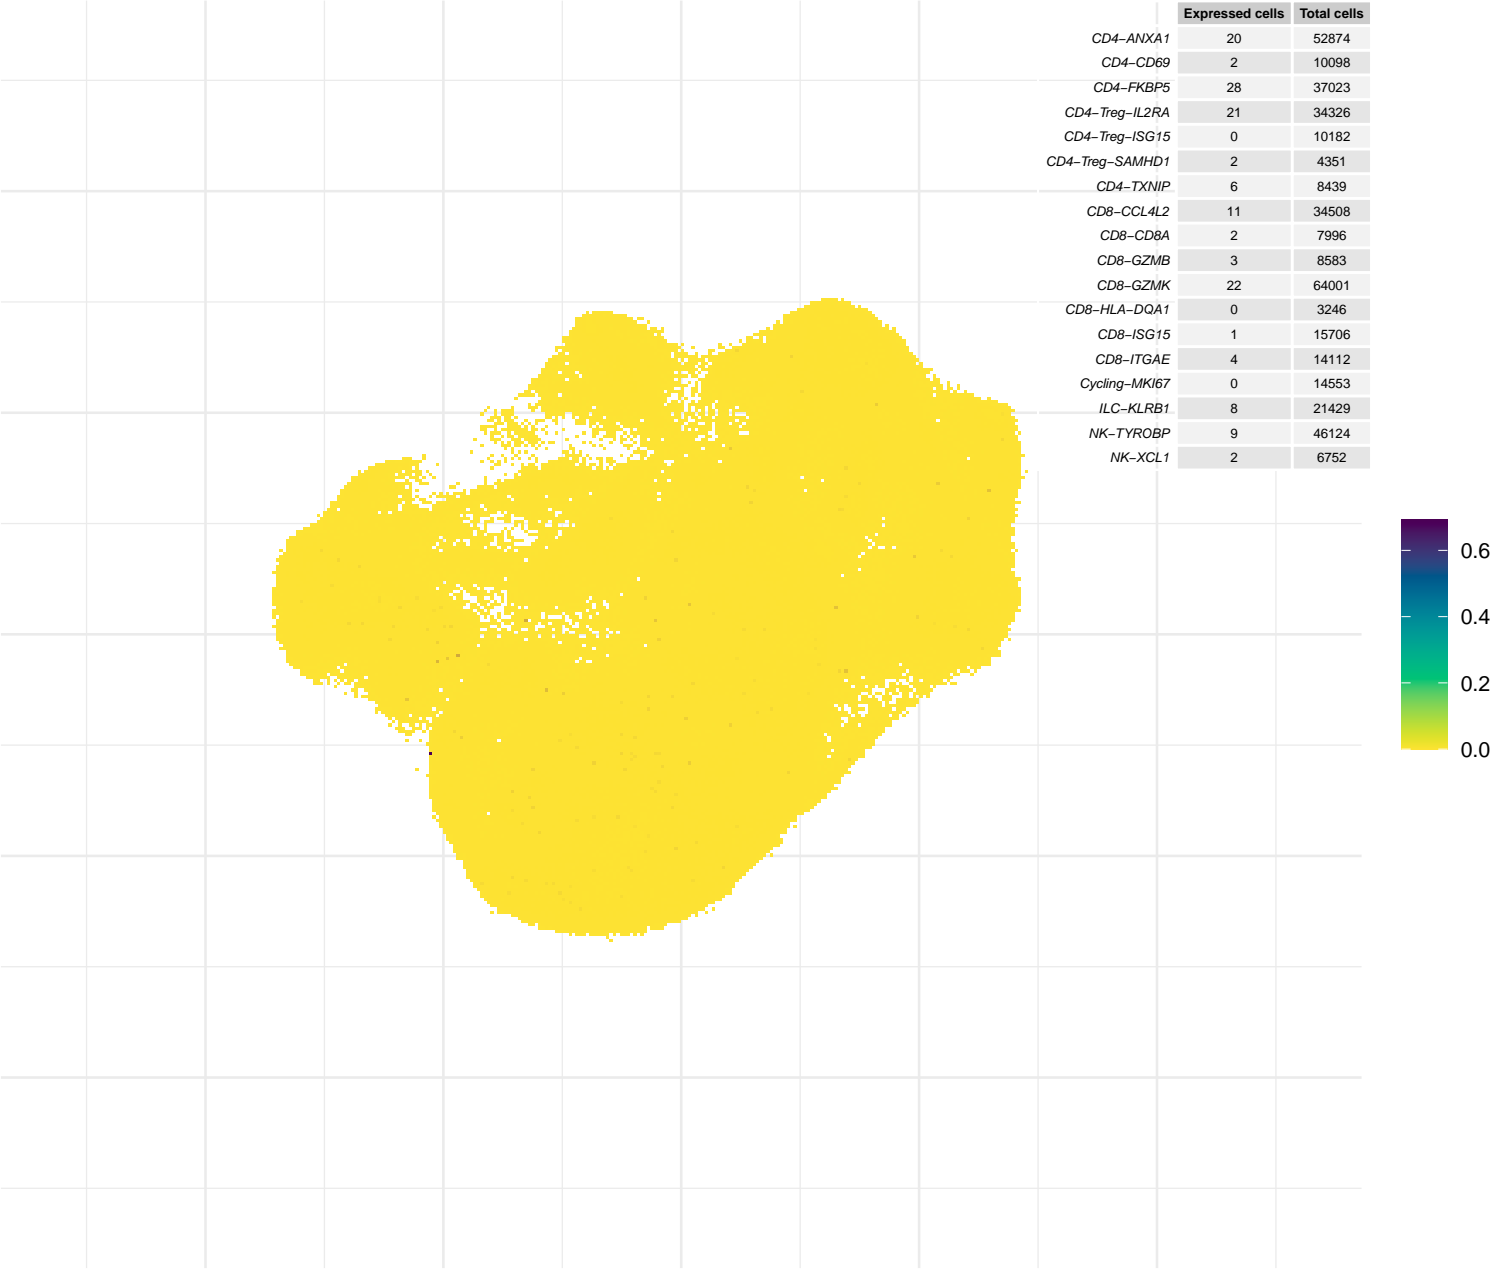 Expressed cells Total cells
CD4−ANXA1 20 52874
CD4−CD69 2 10098
CD4−FKBP5 28 37023
CD4−Treg−IL2RA 21 34326
CD4−Treg−ISG15 0 10182
CD4−Treg−SAMHD1 2 4351
CD4−TXNIP 6 8439
CD8−CCL4L2 11 34508
CD8−CD8A 2 7996
CD8−GZMB 3 8583
CD8−GZMK 22 64001
CD8−HLA−DQA1 0 3246
CD8−ISG15 1 15706
CD8−ITGAE 4 14112
Cycling−MKI67 0 14553
ILC−KLRB1 8 21429
NK−TYROBP 9 46124
NK−XCL1 2 6752
0.6
0.4
0.2
0.0